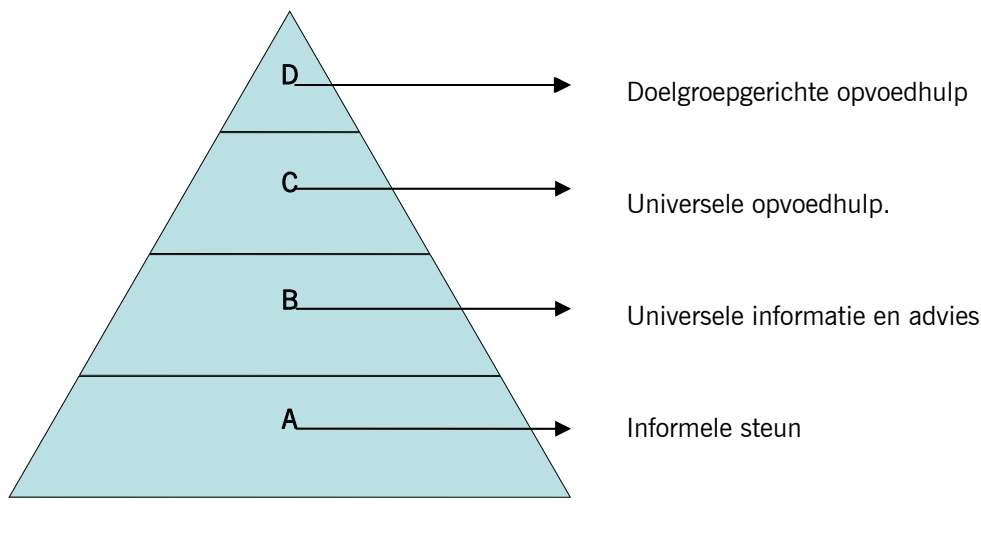 D
Doelgroepgerichte opvoedhulp
C
Universele opvoedhulp.
B
Universele informatie en advies
A
Informele steun